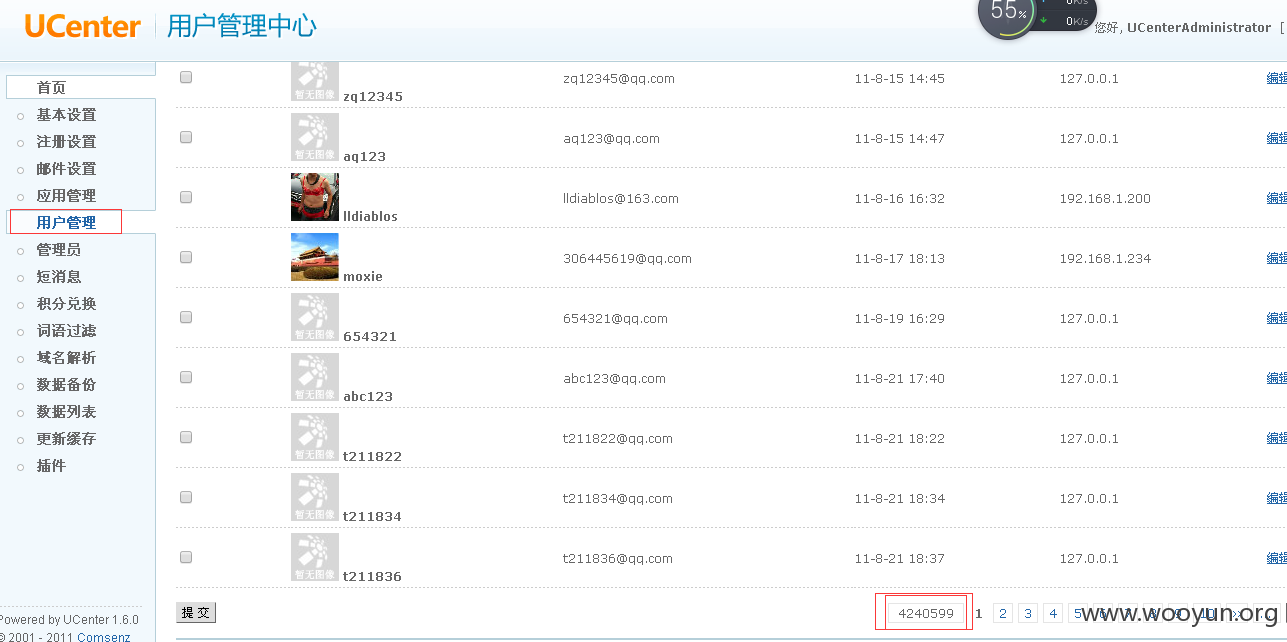 UCenter 用户管理中心
55% 0K/s
0K/s
您好, UCenterAdministrator [
首页
基本设置
注册设置
邮件设置
应用管理
用户管理
管理员
短消息
积分兑换
词语过滤
域名解析
数据备份
数据列表
更新缓存
插件
Powered by UCenter 1.6.0
© 2001 - 2011 Comsenz
暂无图像 zq12345 zq12345@qq.com 11-8-15 14:45 127.0.0.1 编辑
暂无图像 aq123 aq123@qq.com 11-8-15 14:47 127.0.0.1 编辑
lldiablos lldiablos@163.com 11-8-16 16:32 192.168.1.200 编辑
moxie 306445619@qq.com 11-8-17 18:13 192.168.1.234 编辑
暂无图像 654321 654321@qq.com 11-8-19 16:29 127.0.0.1 编辑
暂无图像 abc123 abc123@qq.com 11-8-21 17:40 127.0.0.1 编辑
暂无图像 t211822 t211822@qq.com 11-8-21 18:22 127.0.0.1 编辑
暂无图像 t211834 t211834@qq.com 11-8-21 18:34 127.0.0.1 编辑
暂无图像 t211836 t211836@qq.com 11-8-21 18:37 127.0.0.1 编辑
提交 4240599 1 2 3 4 5 6 7 8 9 10
www.wooyun.org